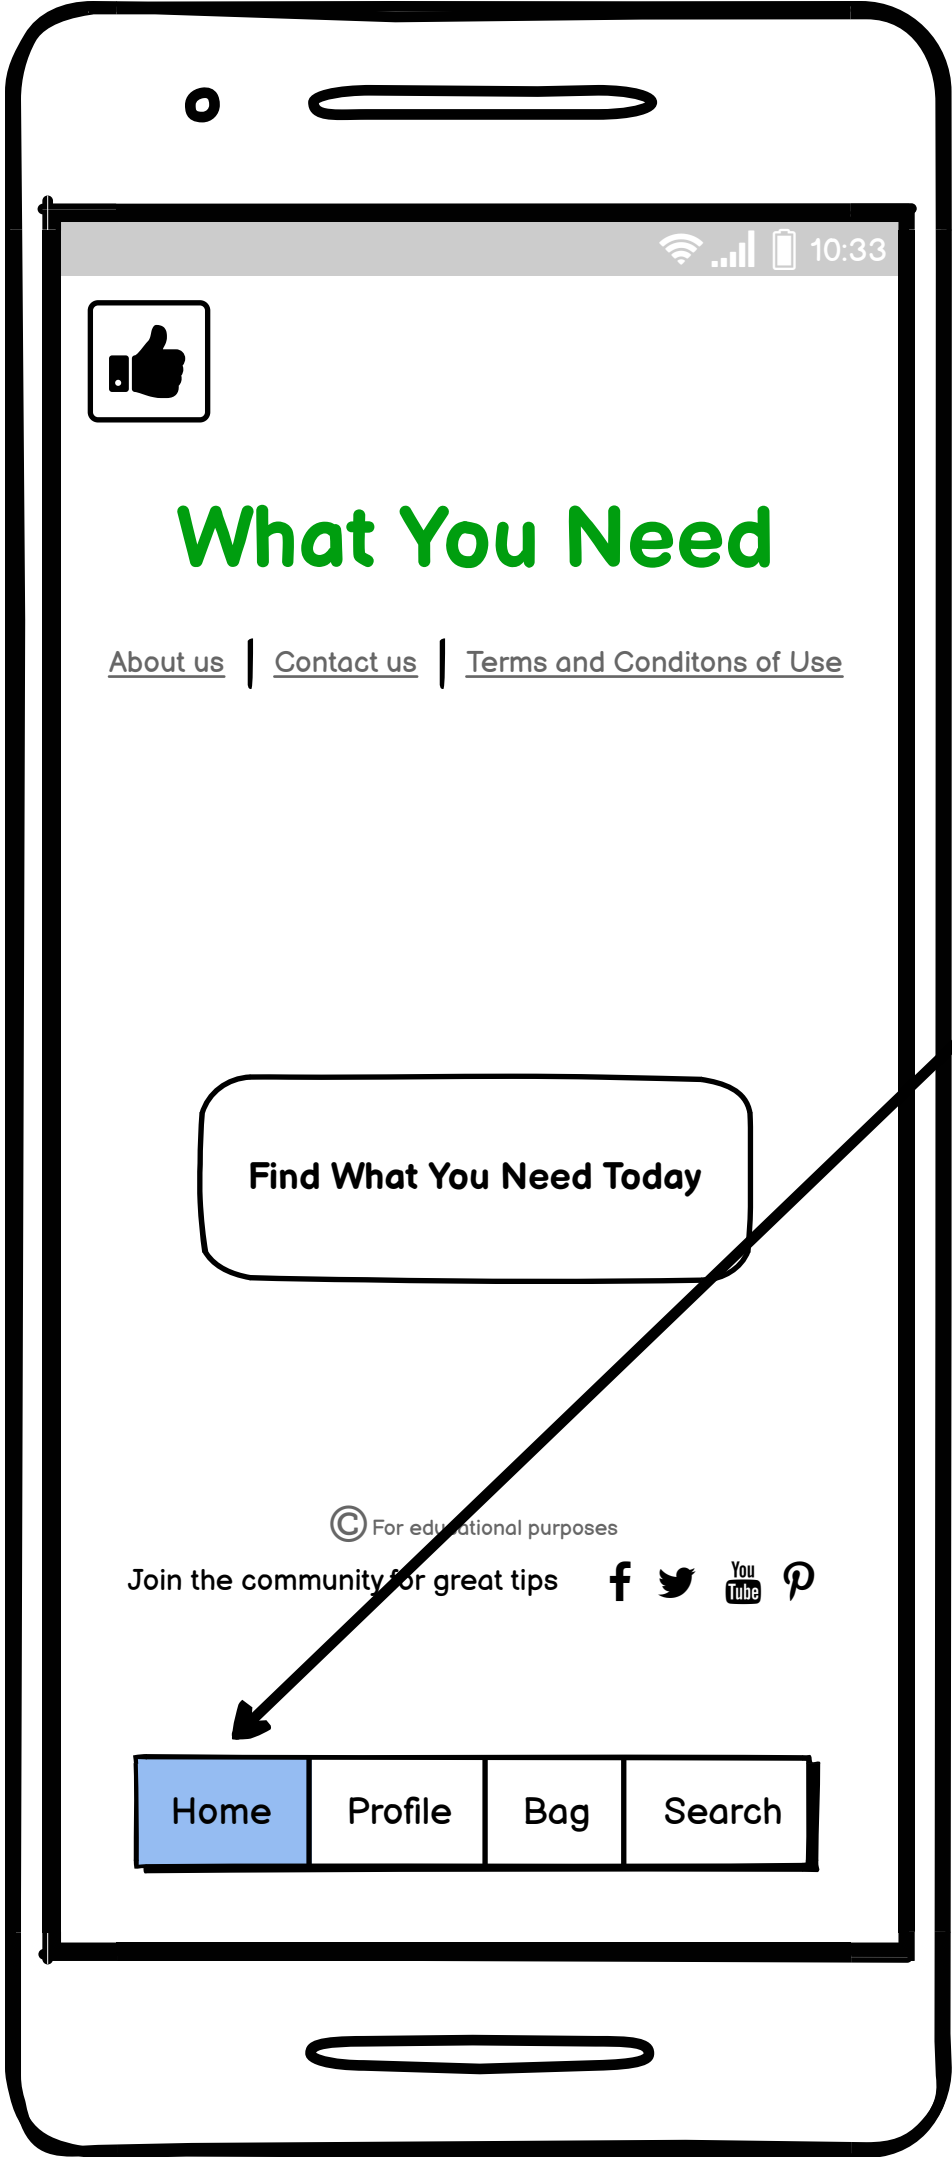 10:33
What You Need
About us | Contact us | Terms and Conditons of Use
Find What You Need Today
© For educational purposes
Join the community for great tips f You Tube
Home Profile Bag Search